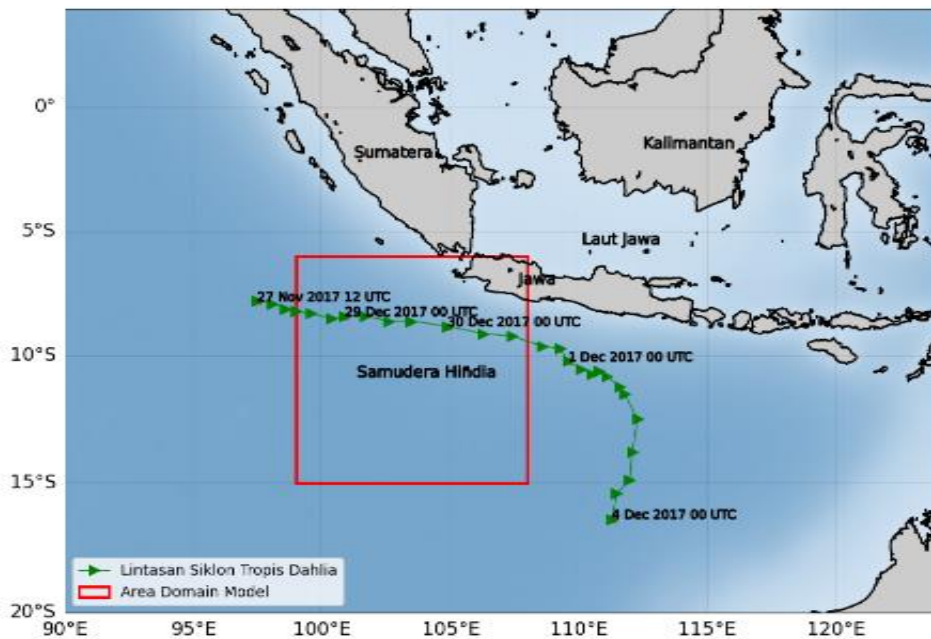 0°
Kalimantan
Sumatera
5°S
Laut Jawa
Jawa
27 Nov 2017 12 UTC
29 Dec 2017 00 UTC
30 Dec 2017 00 UTC
10°S
1 Dec 2017 00 UTC
Samudera Hindia
15°S
4 Dec 2017 00 UTC
Lintasan Siklon Tropis Dahlia
Area Domain Model
20°S
90°E 95°E 100°E 105°E 110°E 115°E 120°E